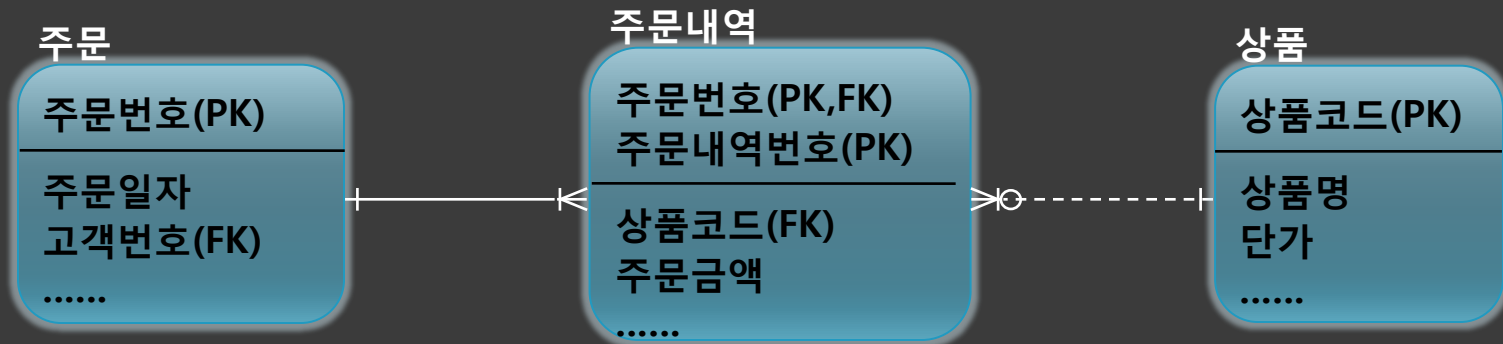 주문
주문번호(PK)
주문일자
고객번호(FK)
......
주문내역
주문번호(PK,FK)
주문내역번호(PK)
상품코드(FK)
주문금액
......
상품
상품코드(PK)
상품명
단가
......